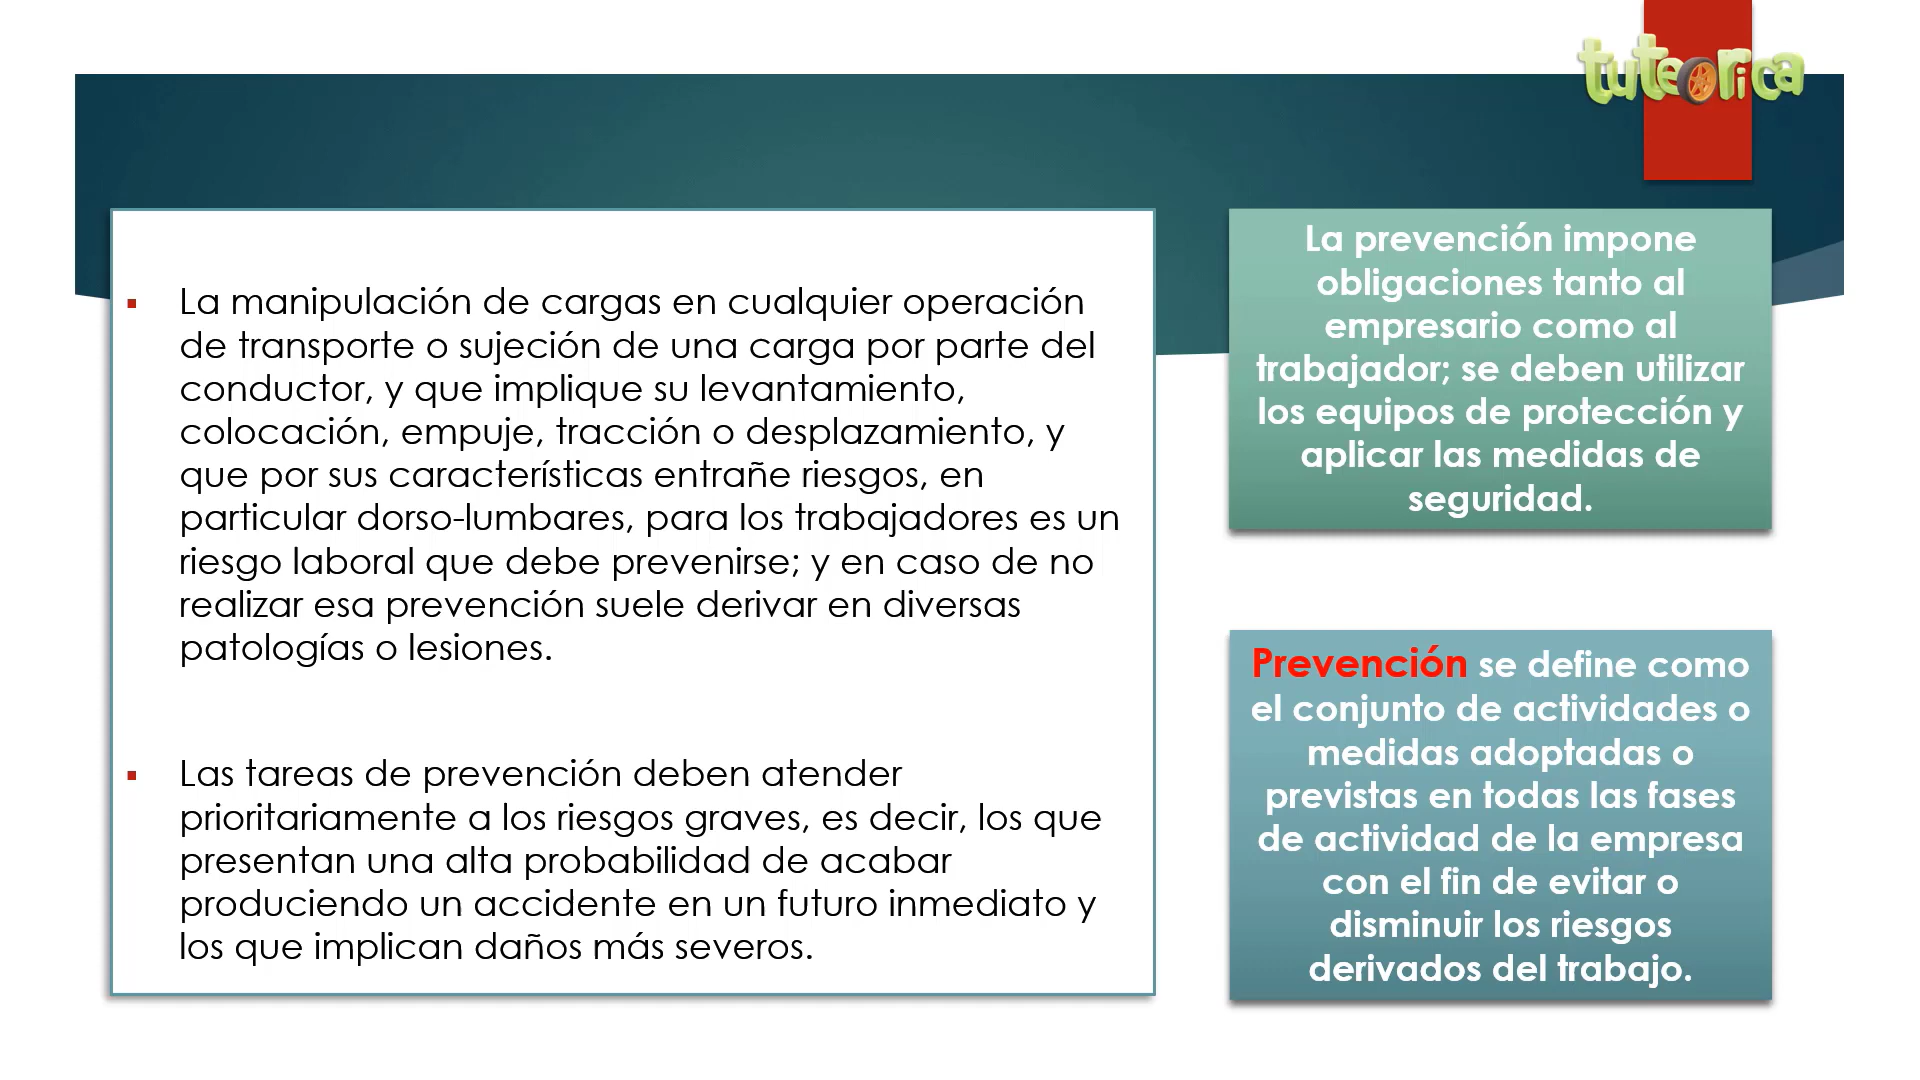 tuteorica
La manipulación de cargas en cualquier operación
de transporte o sujeción de una carga por parte del
conductor, y que implique su levantamiento,
colocación, empuje, tracción o desplazamiento, y
que por sus características entrañe riesgos, en
particular dorso-lumbares, para los trabajadores es un
riesgo laboral que debe prevenirse; y en caso de no
realizar esa prevención suele derivar en diversas
patologías o lesiones.
Las tareas de prevención deben atender
prioritariamente a los riesgos graves, es decir, los que
presentan una alta probabilidad de acabar
produciendo un accidente en un futuro inmediato y
los que implican daños más severos.
La prevención impone
obligaciones tanto al
empresario como al
trabajador; se deben utilizar
los equipos de protección y
aplicar las medidas de
seguridad.
Prevención se define como
el conjunto de actividades o
medidas adoptadas o
previstas en todas las fases
de actividad de la empresa
con el fin de evitar o
disminuir los riesgos
derivados del trabajo.